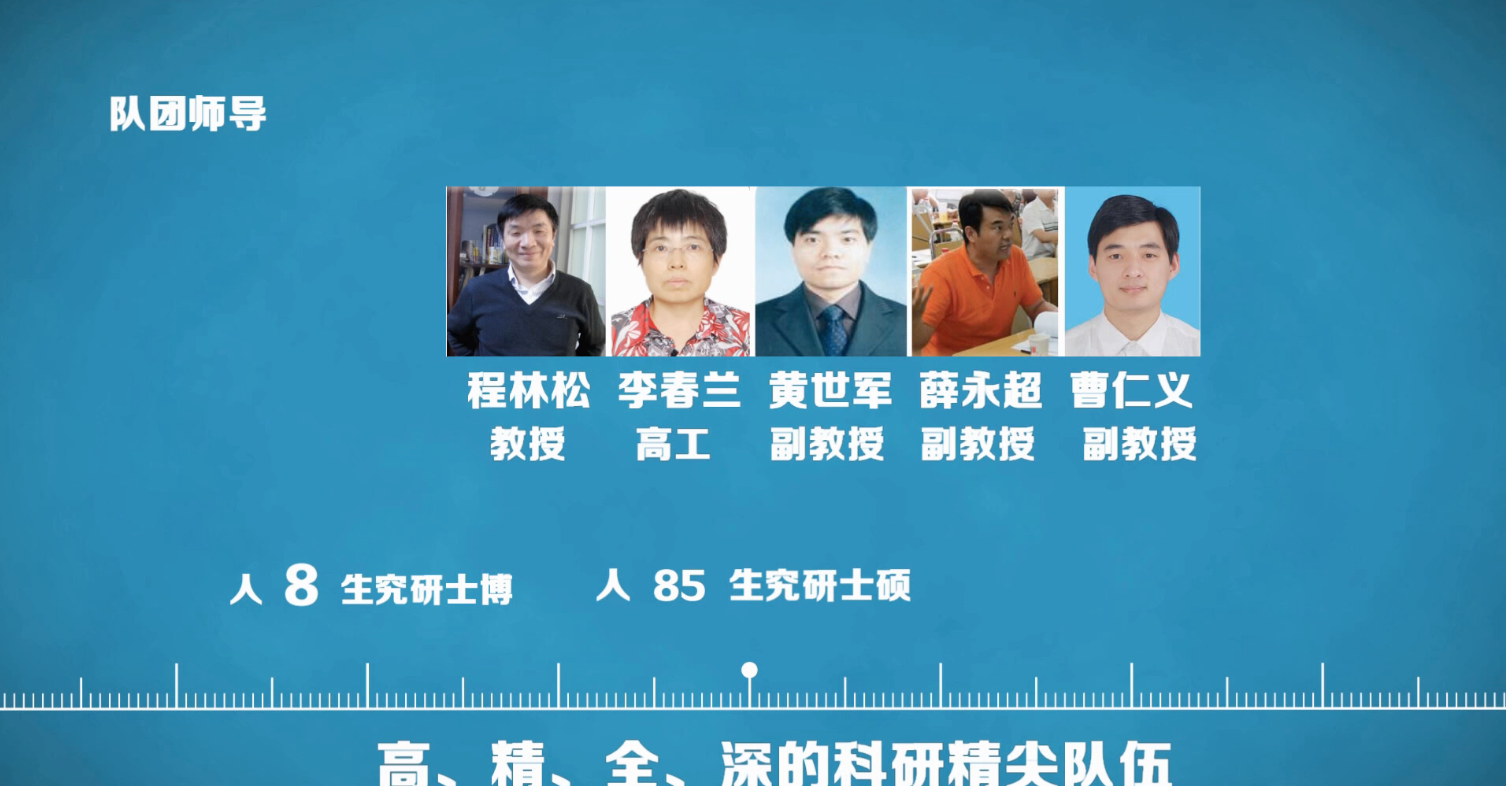 队团师导
程林松 李春兰 黄世军 薛永超 曹仁义
教授 高工 副教授 副教授 副教授
人 8 生究研士博 人 85 生究研士硕
高、精、全、深的科研精尖队伍